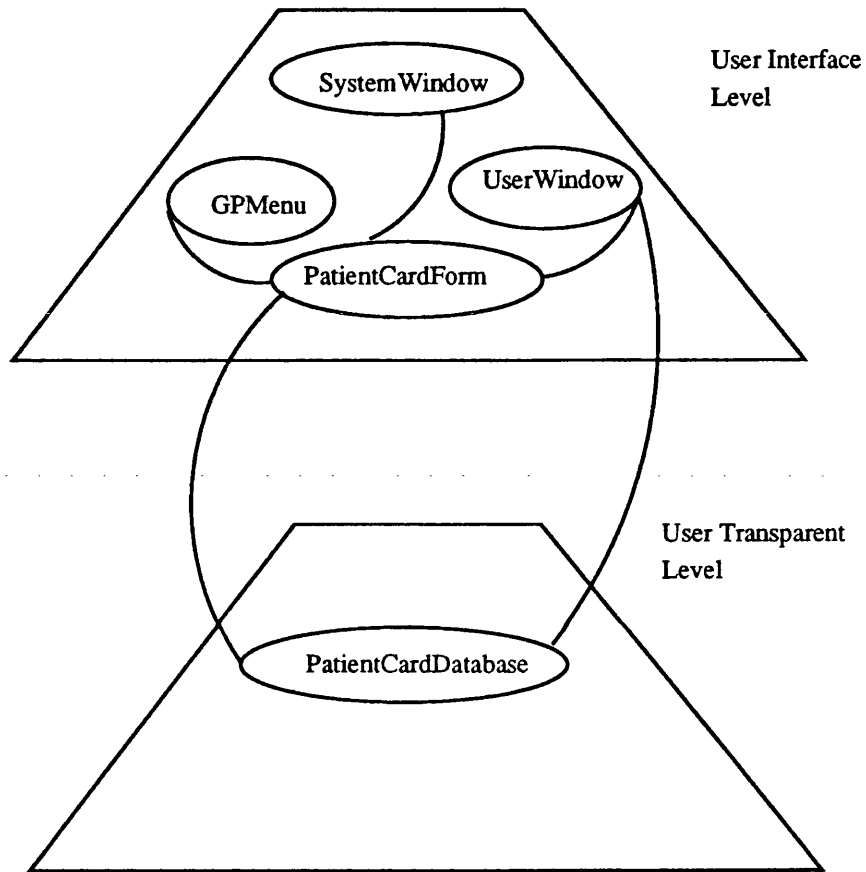 User Interface
Level
SystemWindow
GPMenu
UserWindow
PatientCardForm
User Transparent
Level
PatientCardDatabase